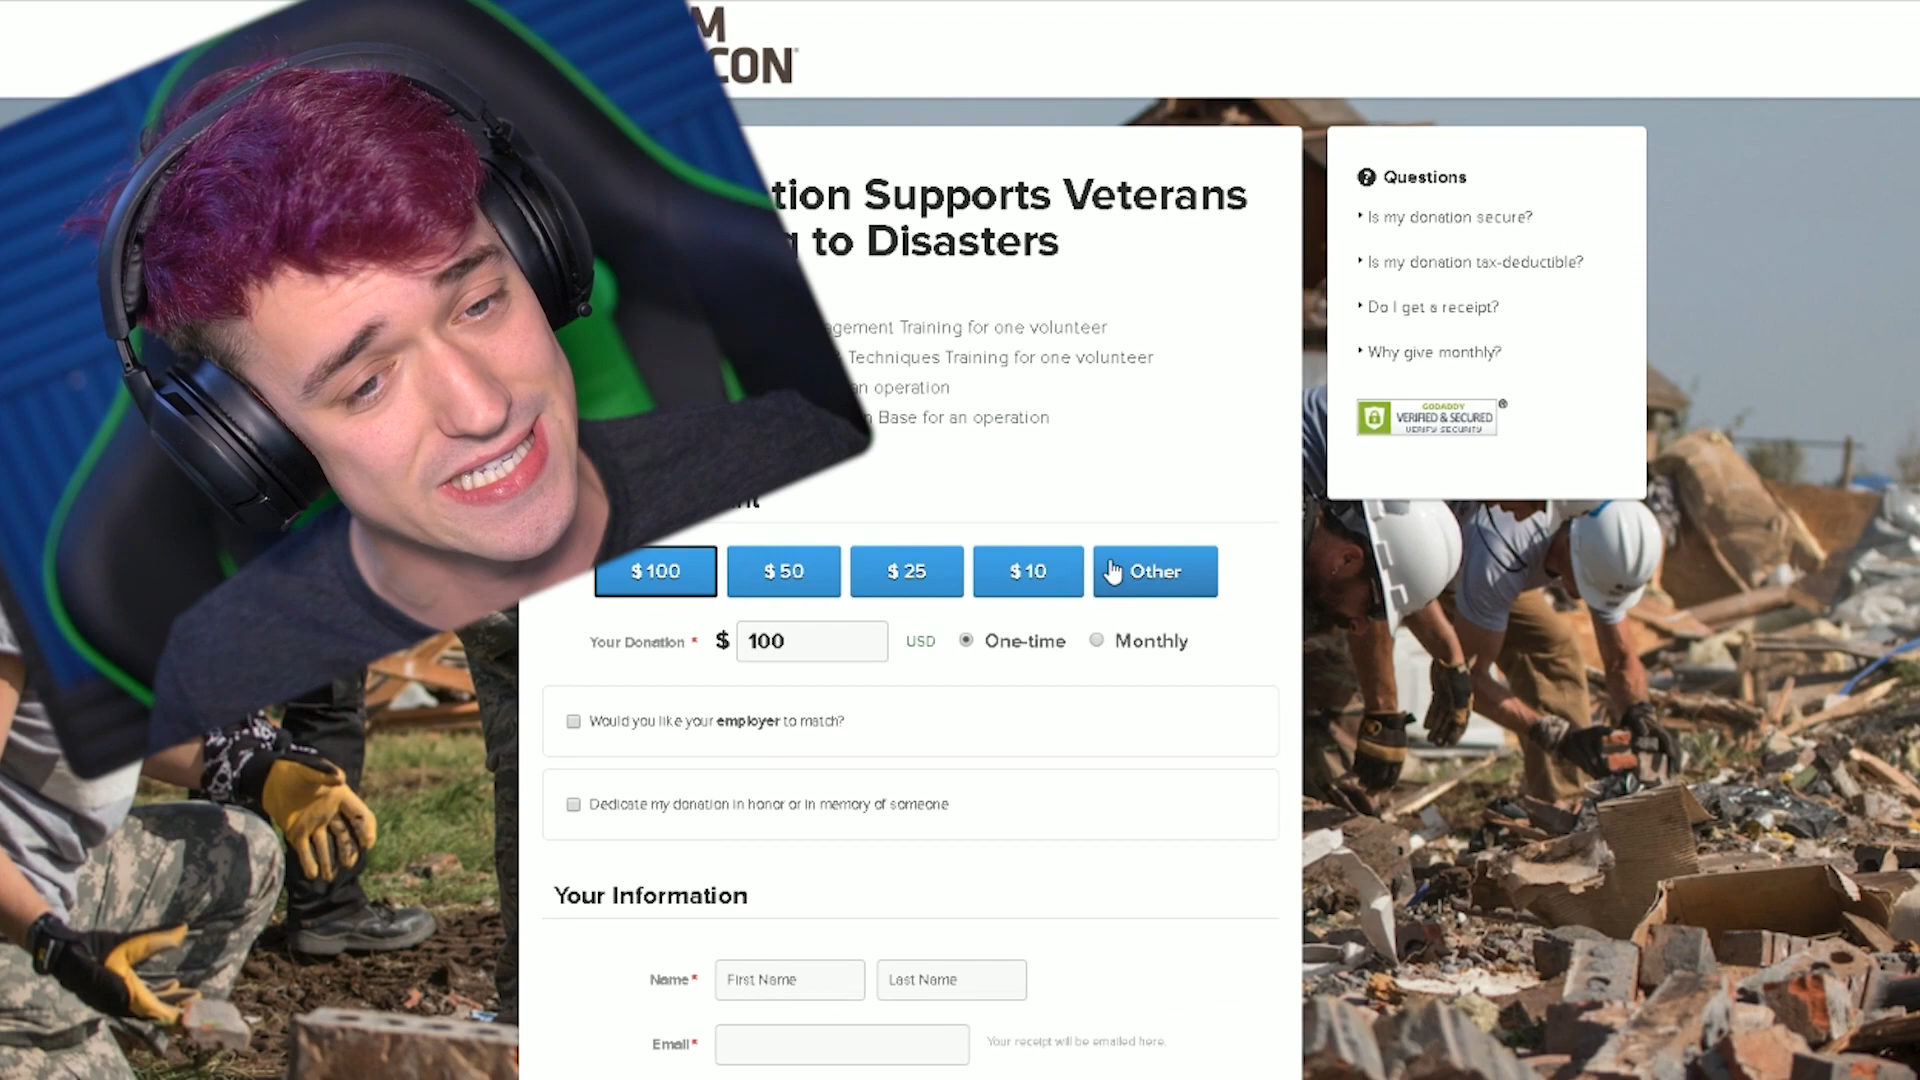 M
CON
tion Supports Veterans
g to Disasters
agement Training for one volunteer
Techniques Training for one volunteer
an operation
n Base for an operation
$ 100
$ 50
$ 25
$ 10
Other
Your Donation *
$
100
USD
One-time
Monthly
Would you like your employer to match?
Dedicate my donation in honor or in memory of someone
Your Information
Name*
First Name
Last Name
Email*
Your receipt will be emailed here.
Questions
Is my donation secure?
Is my donation tax-deductible?
Do I get a receipt?
Why give monthly?
GODADDY
VERIFIED & SECURED
VERIFY SECURITY